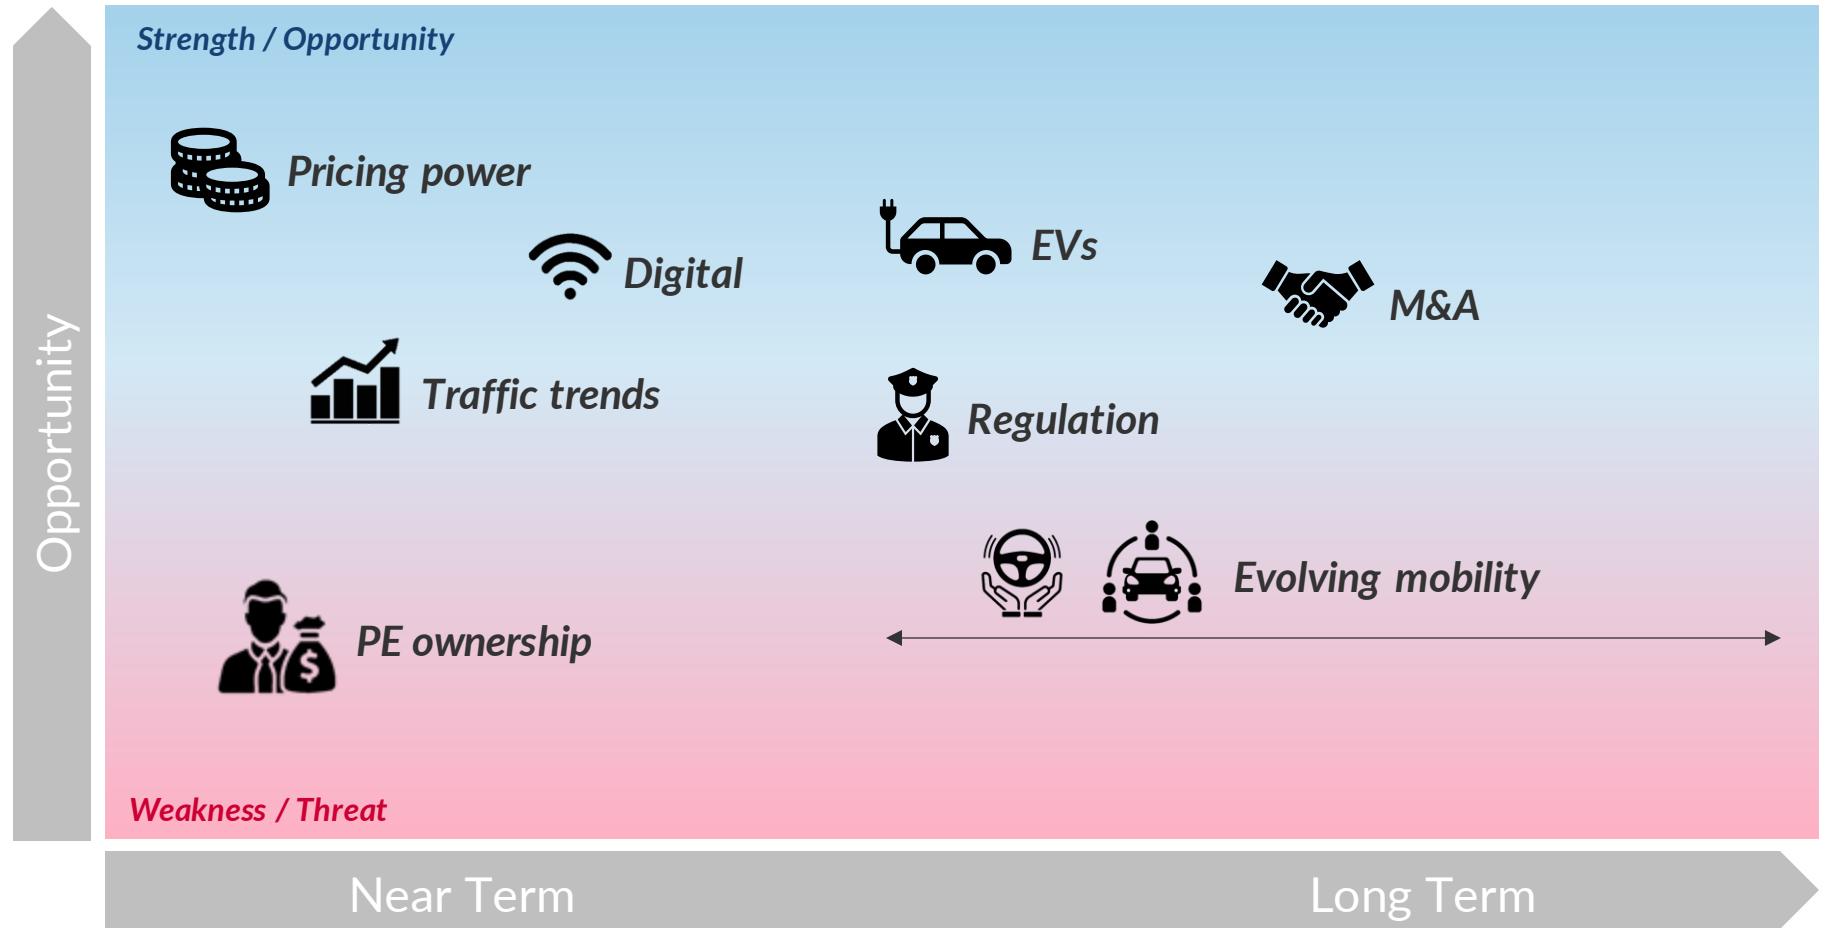 Strength / Opportunity
Pricing power
EVs
Digital
M&A
Traffic trends
Regulation
Evolving mobility
PE ownership
$
Weakness / Threat
Opportunity
Near Term
Long Term